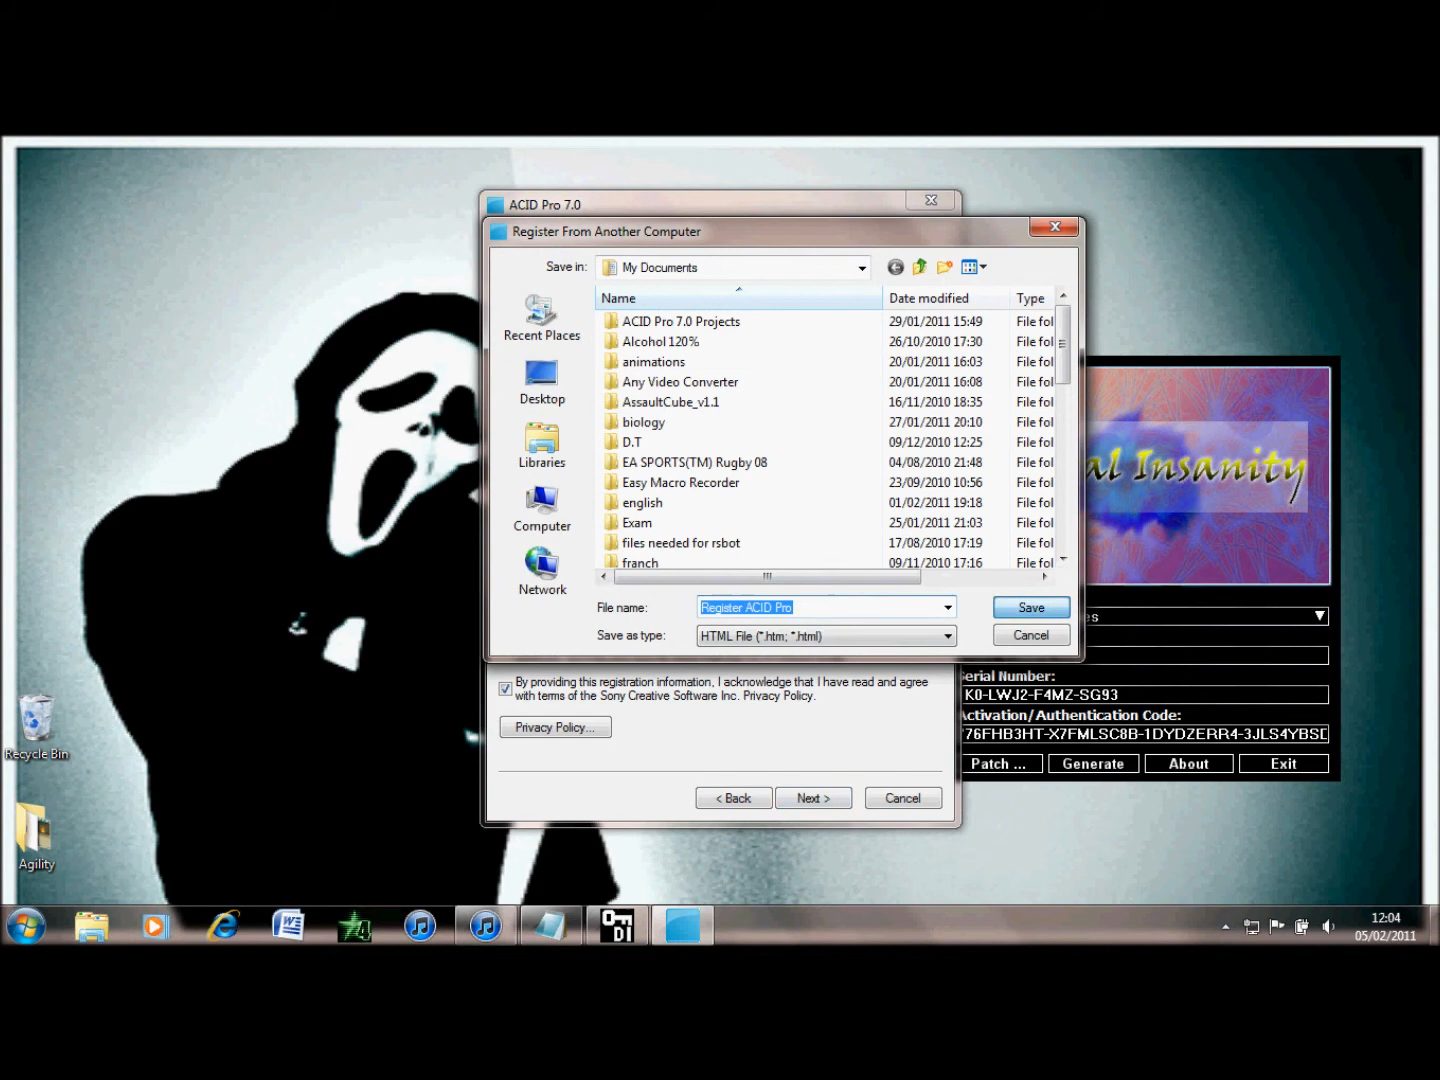 ACID Pro 7.0
Register From Another Computer
Save in:
My Documents
Name
Date modified
Type
Recent Places
Desktop
Libraries
Computer
Network
ACID Pro 7.0 Projects 29/01/2011 15:49 File fol
Alcohol 120% 26/10/2010 17:30 File fol
animations 20/01/2011 16:03 File fol
Any Video Converter 20/01/2011 16:08 File fol
AssaultCube_v1.1 16/11/2010 18:35 File fol
biology 27/01/2011 20:10 File fol
D.T 09/12/2010 12:25 File fol
EA SPORTS(TM) Rugby 08 04/08/2010 21:48 File fol
Easy Macro Recorder 23/09/2010 10:56 File fol
english 01/02/2011 19:18 File fol
Exam 25/01/2011 21:03 File fol
files needed for rsbot 17/08/2010 17:19 File fol
franch 09/11/2010 17:16 File fol
File name: Register ACID Pro Save
Save as type: HTML File (*.htm; *.html) Cancel
By providing this registration information, I acknowledge that I have read and agree
with terms of the Sony Creative Software Inc. Privacy Policy.
Privacy Policy...
< Back Next > Cancel
al Insanity
es
erial Number:
K0-LWJ2-F4MZ-SG93
Activation/Authentication Code:
76FHB3HT-X7FMLSC8B-1DYDZERR4-3JLS4YBSD
Patch ... Generate About Exit
Recycle Bin
Agility
12:04
05/02/2011